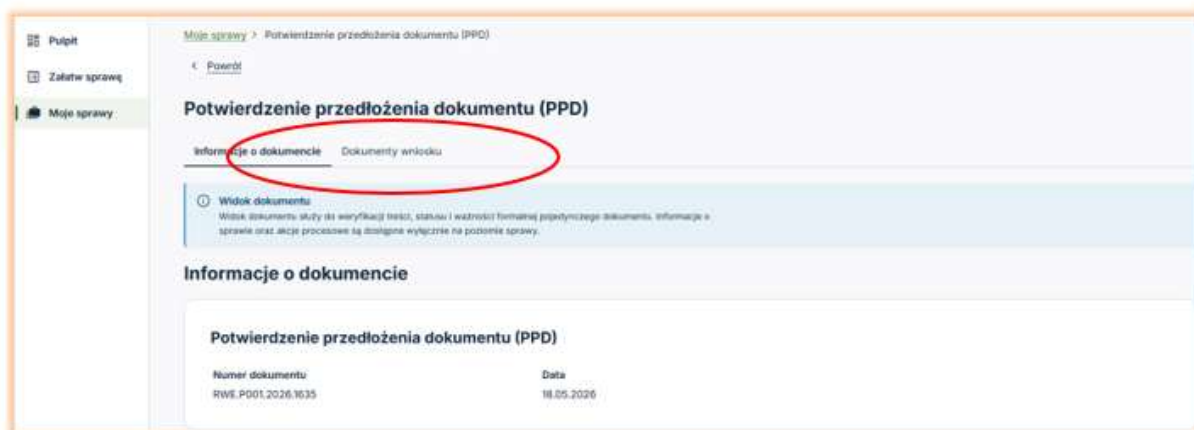 Pulpit
Załatw sprawę
Moje sprawy
Moje sprawy > Potwierdzenie przedłożenia dokumentu (PPD)
< Powrót
Potwierdzenie przedłożenia dokumentu (PPD)
Informacje o dokumencie Dokumenty wniosku
Widok dokumentu
Widok dokumentu służy do weryfikacji treści, statusu i ważności formalnej pojedynczego dokumentu. Informacje o
sprawie oraz akcje procesowe są dostępne wyłącznie na poziomie sprawy.
Informacje o dokumencie
Potwierdzenie przedłożenia dokumentu (PPD)
Numer dokumentu Data
RWE.P001.2026.1635 18.05.2026